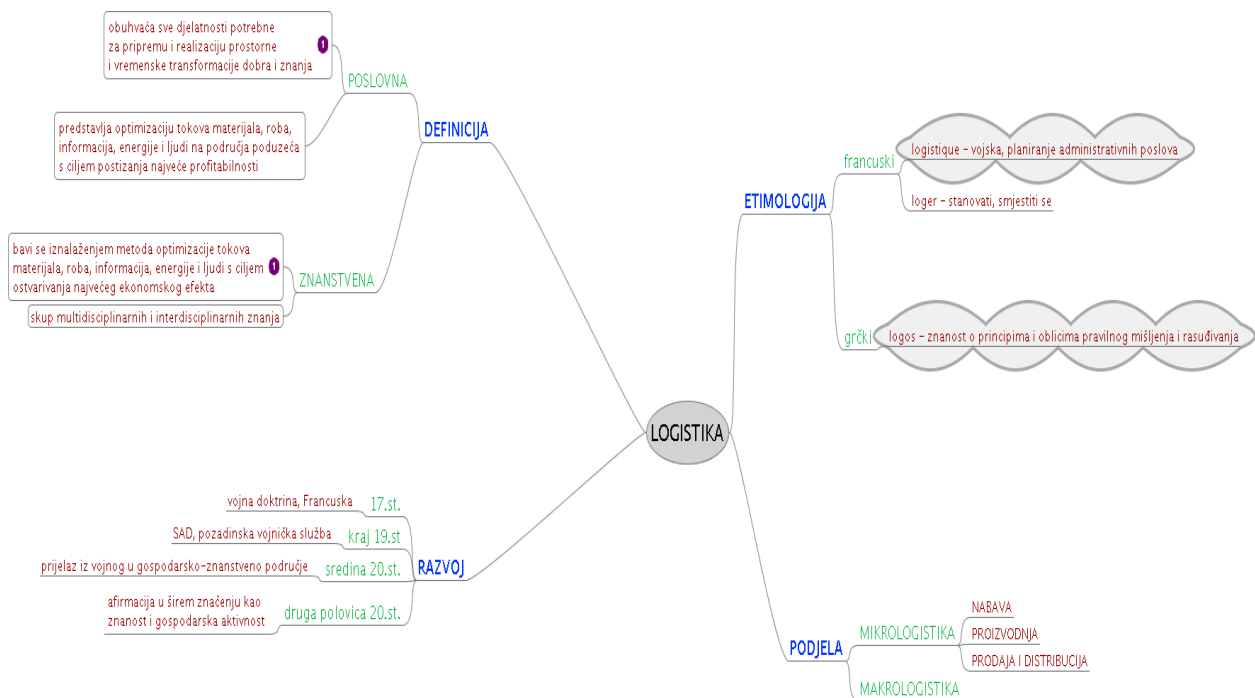 LOGISTIKA
DEFINICIJA
POSLOVNA
obuhvaća sve djelatnosti potrebne
za pripremu i realizaciju prostorne
i vremenske transformacije dobra i znanja
1
predstavlja optimizaciju tokova materijala, roba,
informacija, energije i ljudi na područja poduzeća
s ciljem postizanja najveće profitabilnosti
ZNANSTVENA
bavi se iznalaženjem metoda optimizacije tokova
materijala, roba, informacija, energije i ljudi s ciljem
ostvarivanja najvećeg ekonomskog efekta
1
skup multidisciplinarnih i interdisciplinarnih znanja
RAZVOJ
17.st.
vojna doktrina, Francuska
kraj 19.st
SAD, pozadinska vojnička služba
sredina 20.st.
prijelaz iz vojnog u gospodarsko-znanstveno područje
druga polovica 20.st.
afirmacija u širem značenju kao
znanost i gospodarska aktivnost
ETIMOLOGIJA
francuski
logistique - vojska, planiranje administrativnih poslova
loger - stanovati, smjestiti se
grčki
logos - znanost o principima i oblicima pravilnog mišljenja i rasuđivanja
PODJELA
MIKROLOGISTIKA
NABAVA
PROIZVODNJA
PRODAJA I DISTRIBUCIJA
MAKROLOGISTIKA